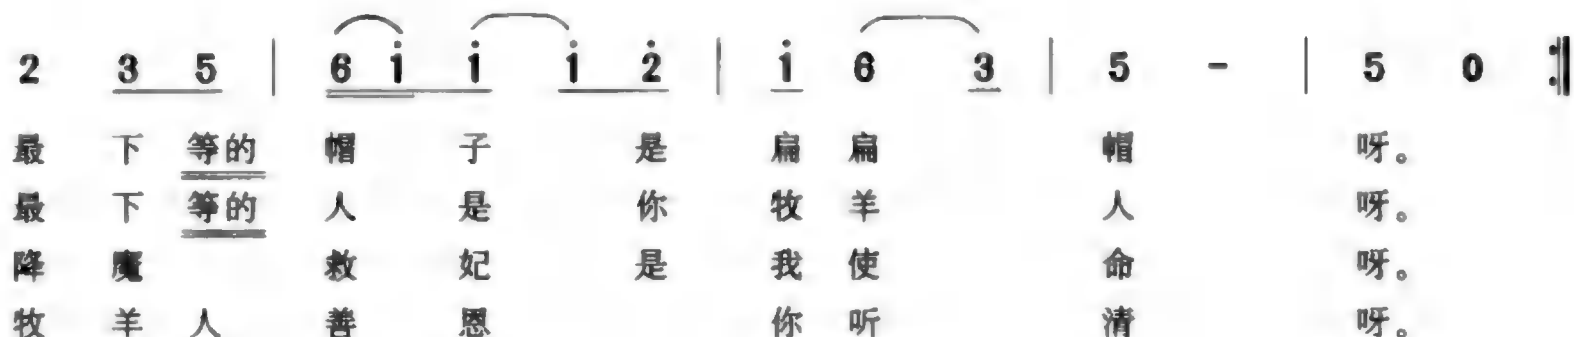 2 3 5 | 6 i i i 2̇ | i 6 3 | 5 - | 5 0 :‖
最 下 等的 帽 子 是 扁 扁 帽 呀。
最 下 等的 人 是 你 牧 羊 人 呀。
降 魔 救 妃 是 我 使 命 呀。
牧 羊 人 善 恩 你 听 清 呀。